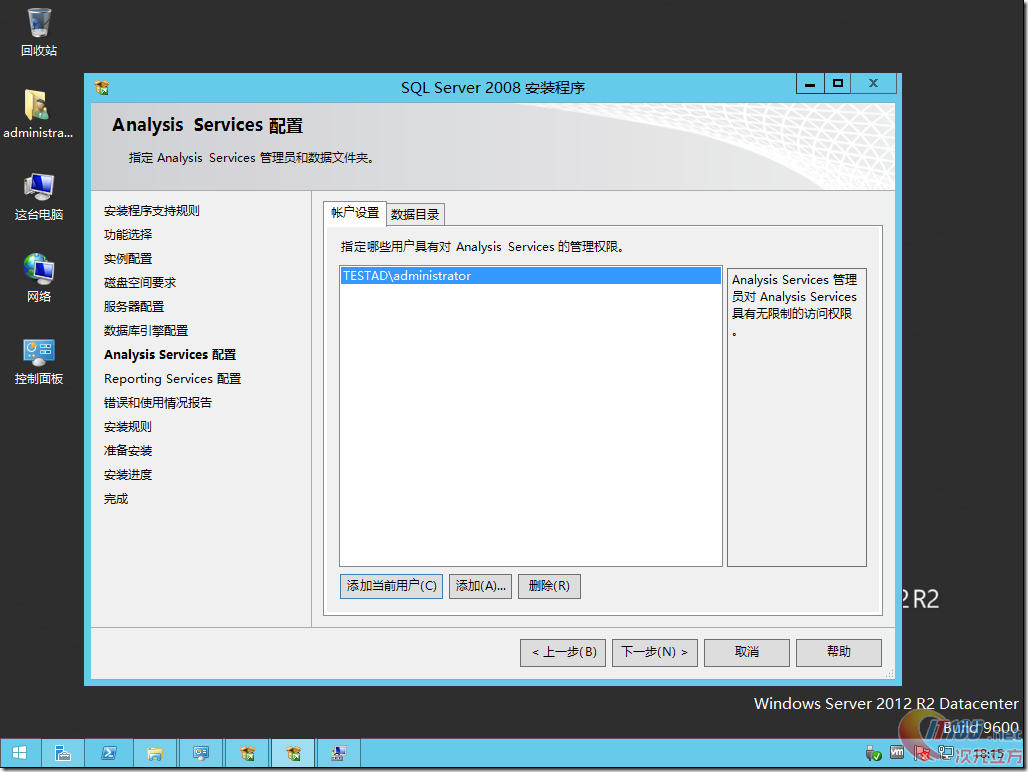 回收站
administra...
这台电脑
网络
控制面板
SQL Server 2008 安装程序
Analysis Services 配置
指定 Analysis Services 管理员和数据文件夹。
安装程序支持规则
功能选择
实例配置
磁盘空间要求
服务器配置
数据库引擎配置
Analysis Services 配置
Reporting Services 配置
错误和使用情况报告
安装规则
准备安装
安装进度
完成
帐户设置
数据目录
指定哪些用户具有对 Analysis Services 的管理权限。
TESTAD\administrator
Analysis Services 管理
员对 Analysis Services
具有无限制的访问权限
。
添加当前用户(C)
添加(A)...
删除(R)
< 上一步(B)
下一步(N) >
取消
帮助
2 R2
Windows Server 2012 R2 Datacenter
Build 9600
vm
18:15
次元立方